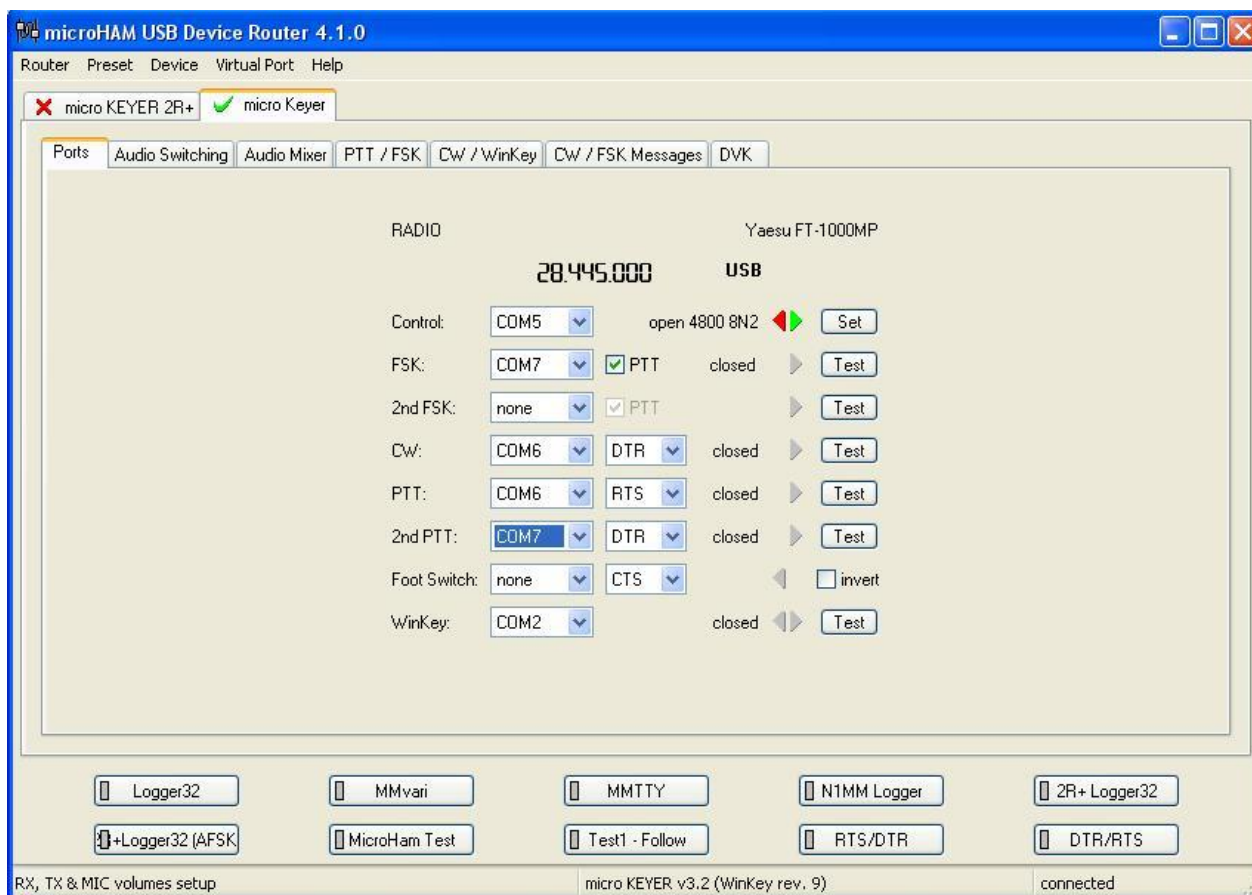 microHAM USB Device Router 4.1.0
Router Preset Device Virtual Port Help
micro KEYER 2R+ micro Keyer
Ports Audio Switching Audio Mixer PTT / FSK CW / WinKey CW / FSK Messages DVK
RADIO Yaesu FT-1000MP
28.445.000 USB
Control: COM5 open 4800 8N2 Set
FSK: COM7 PTT closed Test
2nd FSK: none PTT Test
CW: COM6 DTR closed Test
PTT: COM6 RTS closed Test
2nd PTT: COM7 DTR closed Test
Foot Switch: none CTS invert
WinKey: COM2 closed Test
Logger32 MMvari MMTTY N1MM Logger 2R+ Logger32
+Logger32 (AFSK MicroHam Test Test1 - Follow RTS/DTR DTR/RTS
RX, TX & MIC volumes setup micro KEYER v3.2 (WinKey rev. 9) connected